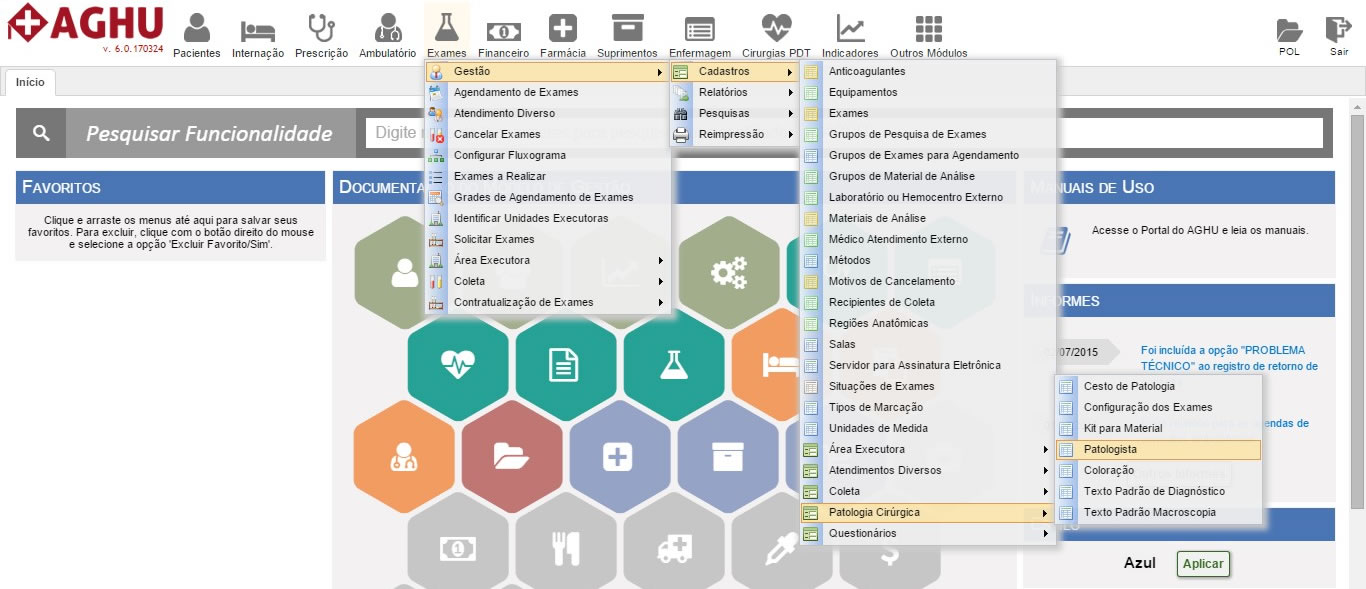 AGHU
v. 6.0.170324
Pacientes
Internação
Prescrição
Ambulatório
Exames
Financeiro
Farmácia
Suprimentos
Enfermagem
Cirurgias PDT
Indicadores
Outros Módulos
POL
Sair
Início
Pesquisar Funcionalidade
Digite
FAVORITOS
Clique e arraste os menus até aqui para salvar seus
favoritos. Para excluir, clique com o botão direito do mouse
e selecione a opção 'Excluir Favorito/Sim'.
Gestão
Agendamento de Exames
Atendimento Diverso
Cancelar Exames
Configurar Fluxograma
Exames a Realizar
Grades de Agendamento de Exames
Identificar Unidades Executoras
Solicitar Exames
Área Executora
Coleta
Contratualização de Exames
Cadastros
Relatórios
Pesquisas
Reimpressão
Anticoagulantes
Equipamentos
Exames
Grupos de Pesquisa de Exames
Grupos de Exames para Agendamento
Grupos de Material de Análise
Laboratório ou Hemocentro Externo
Materiais de Análise
Médico Atendimento Externo
Métodos
Motivos de Cancelamento
Recipientes de Coleta
Regiões Anatômicas
Salas
Servidor para Assinatura Eletrônica
Situações de Exames
Tipos de Marcação
Unidades de Medida
Área Executora
Atendimentos Diversos
Coleta
Patologia Cirúrgica
Questionários
Cesto de Patologia
Configuração dos Exames
Kit para Material
Patologista
Coloração
Texto Padrão de Diagnóstico
Texto Padrão Macroscopia
MANUAIS DE USO
Acesse o Portal do AGHU e leia os manuais.
INFORMES
/07/2015
Foi incluída a opção "PROBLEMA
TÉCNICO" ao registro de retorno de
Azul
Aplicar